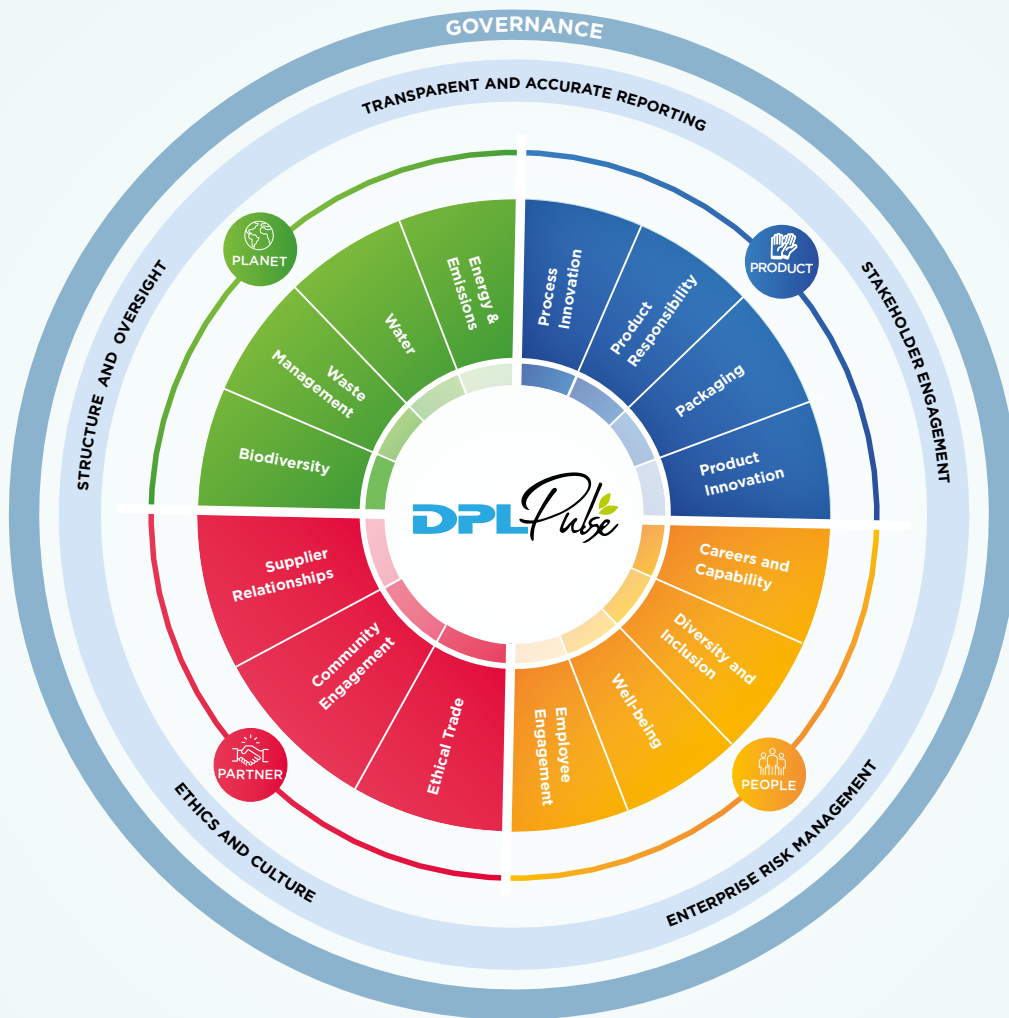 GOVERNANCE
TRANSPARENT AND ACCURATE REPORTING
STRUCTURE AND OVERSIGHT
STAKEHOLDER ENGAGEMENT
ETHICS AND CULTURE
ENTERPRISE RISK MANAGEMENT
PLANET
Energy &
Emissions
Water
Waste
Management
Biodiversity
PRODUCT
Process
Innovation
Product
Responsibility
Packaging
Product
Innovation
DPL Pulse
PARTNER
Supplier
Relationships
Community
Engagement
Ethical Trade
PEOPLE
Careers and
Capability
Diversity and
Inclusion
Well-being
Employee
Engagement